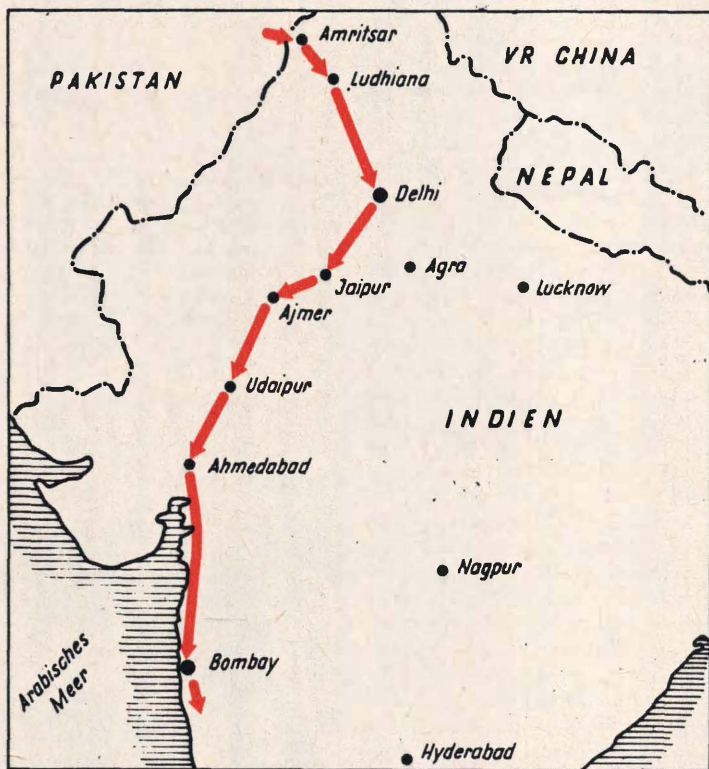 Amritsar
VR CHINA
PAKISTAN
Ludhiana
NEPAL
Delhi
Agra
Jaipur
Lucknow
Ajmer
Udaipur
INDIEN
Ahmedabad
Nagpur
Bombay
Arabisches
Meer
Hyderabad